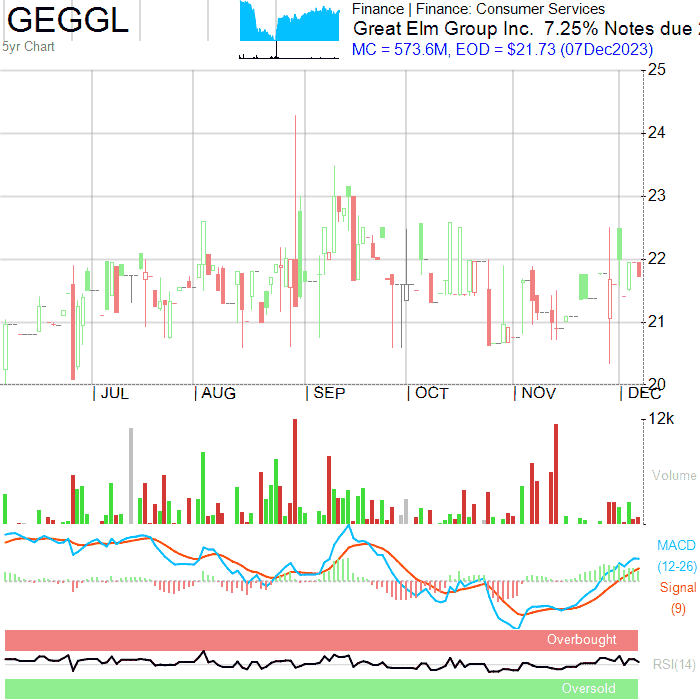 GEGGL
5yr Chart
Finance | Finance: Consumer Services
Great Elm Group Inc. 7.25% Notes due
MC = 573.6M, EOD = $21.73 (07Dec2023)
25
24
23
22
21
20
JUL
AUG
SEP
OCT
NOV
DEC
12k
Volume
MACD
(12-26)
Signal
(9)
Overbought
RSI(14)
Oversold